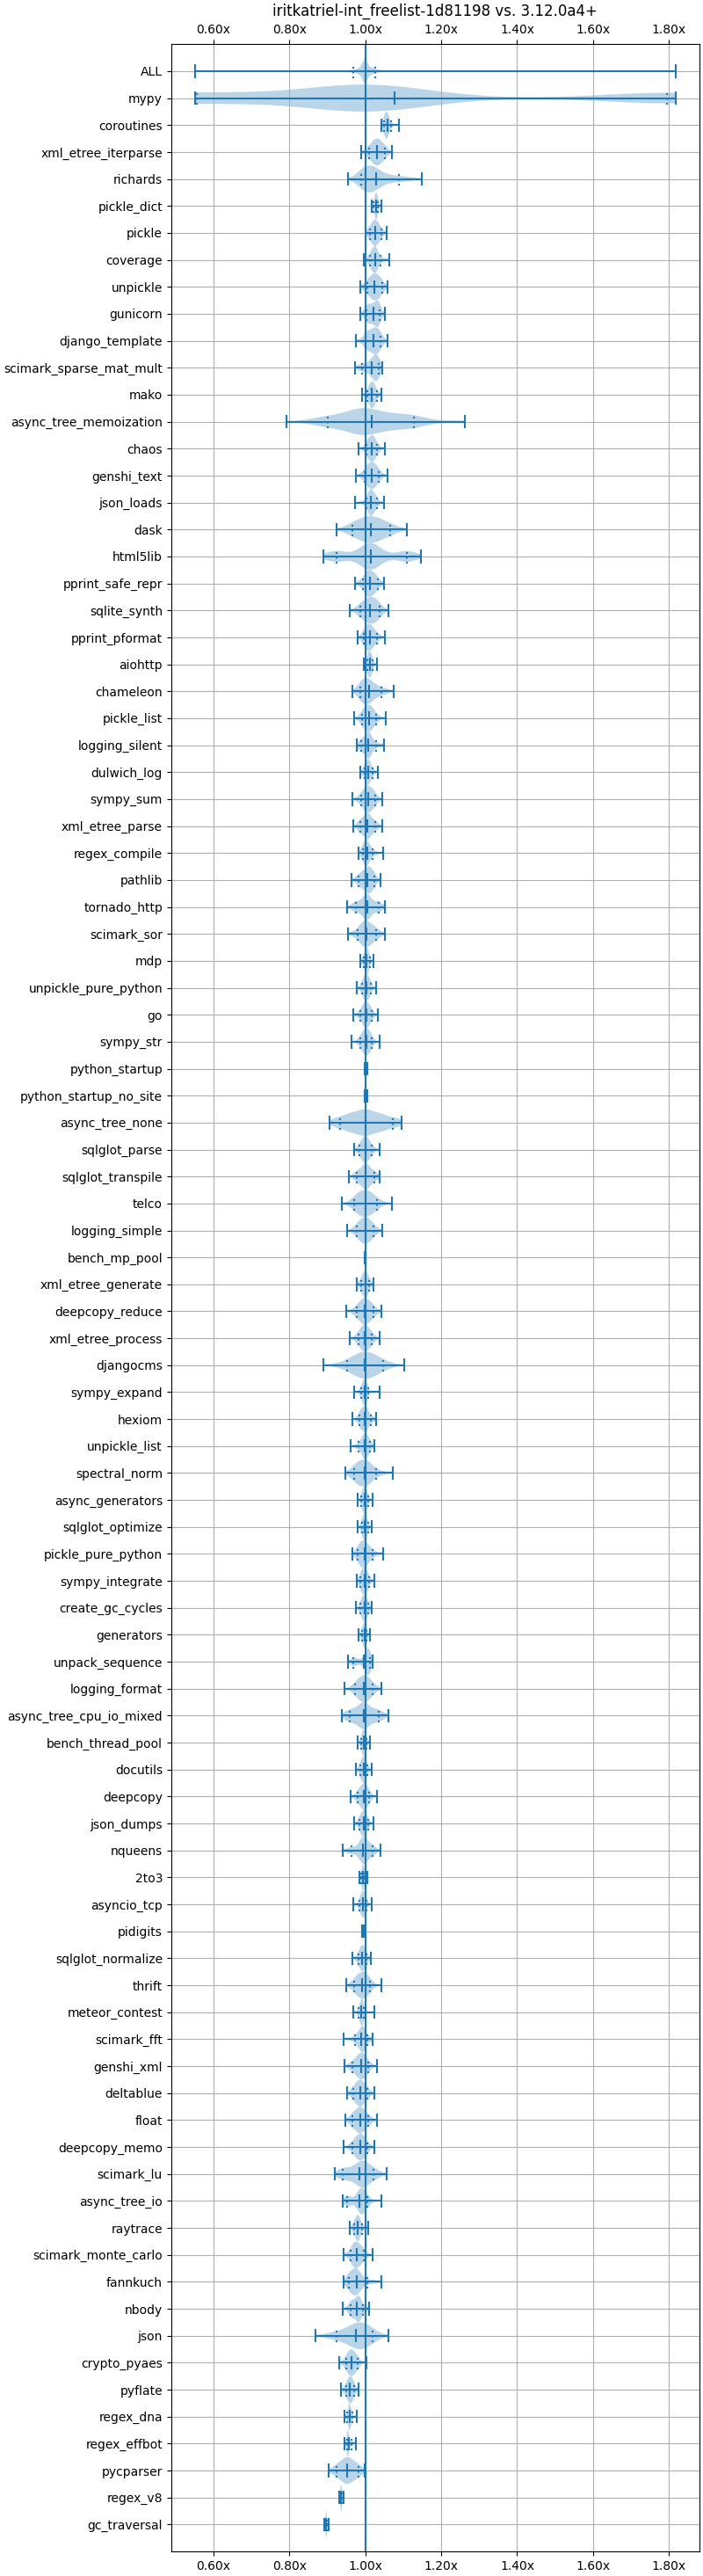 iritkatriel-int_freelist-1d81198 vs. 3.12.0a4+
0.60x 0.80x 1.00x 1.20x 1.40x 1.60x 1.80x
ALL
mypy
coroutines
xml_etree_iterparse
richards
pickle_dict
pickle
coverage
unpickle
gunicorn
django_template
scimark_sparse_mat_mult
mako
async_tree_memoization
chaos
genshi_text
json_loads
dask
html5lib
pprint_safe_repr
sqlite_synth
pprint_pformat
aiohttp
chameleon
pickle_list
logging_silent
dulwich_log
sympy_sum
xml_etree_parse
regex_compile
pathlib
tornado_http
scimark_sor
mdp
unpickle_pure_python
go
sympy_str
python_startup
python_startup_no_site
async_tree_none
sqlglot_parse
sqlglot_transpile
telco
logging_simple
bench_mp_pool
xml_etree_generate
deepcopy_reduce
xml_etree_process
djangocms
sympy_expand
hexiom
unpickle_list
spectral_norm
async_generators
sqlglot_optimize
pickle_pure_python
sympy_integrate
create_gc_cycles
generators
unpack_sequence
logging_format
async_tree_cpu_io_mixed
bench_thread_pool
docutils
deepcopy
json_dumps
nqueens
2to3
asyncio_tcp
pidigits
sqlglot_normalize
thrift
meteor_contest
scimark_fft
genshi_xml
deltablue
float
deepcopy_memo
scimark_lu
async_tree_io
raytrace
scimark_monte_carlo
fannkuch
nbody
json
crypto_pyaes
pyflate
regex_dna
regex_effbot
pycparser
regex_v8
gc_traversal
0.60x 0.80x 1.00x 1.20x 1.40x 1.60x 1.80x